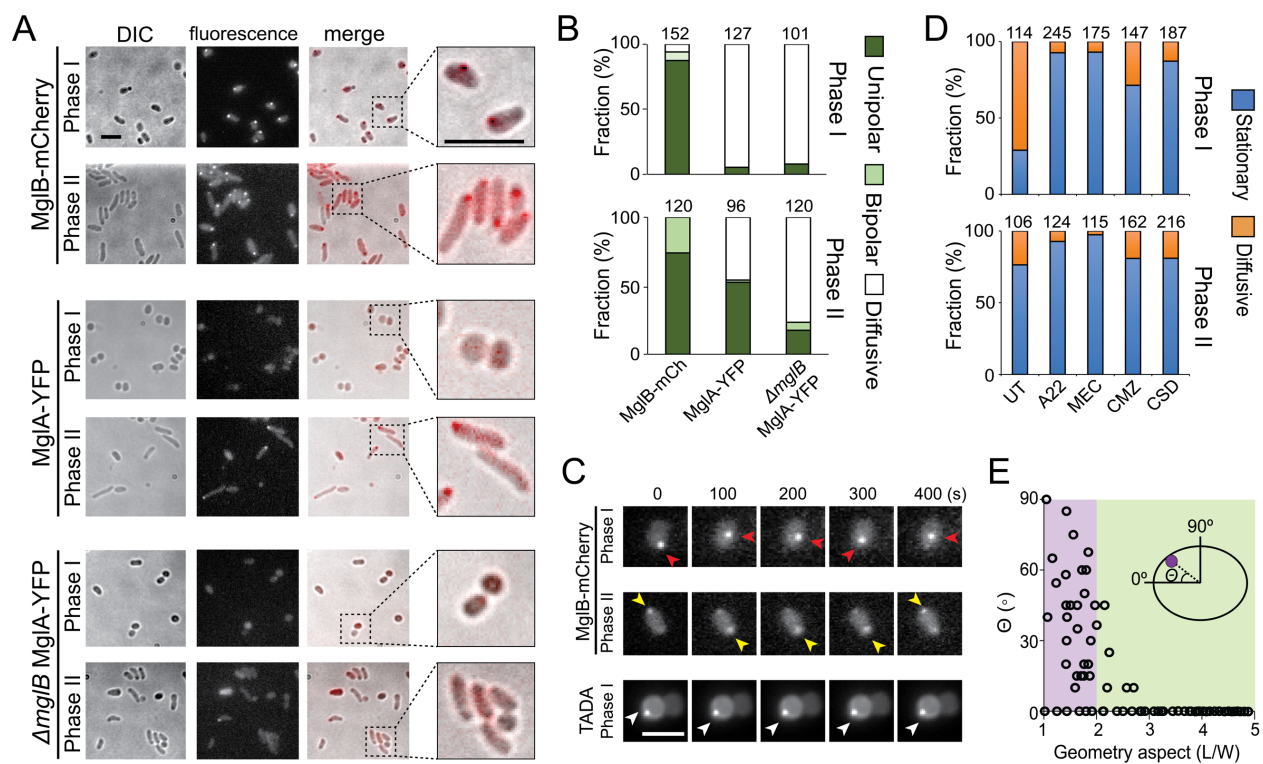 A
DIC fluorescence merge
MglB-mCherry
Phase I
Phase II
MglA-YFP
Phase I
Phase II
ΔmglB MglA-YFP
Phase I
Phase II
B
152 127 101
100
50
0
Fraction (%)
Phase I
120 96 120
100
50
0
Fraction (%)
Phase II
MglB-mCh
MglA-YFP
ΔmglB
MglA-YFP
Unipolar
Bipolar
Diffusive
C
0 100 200 300 400 (s)
MglB-mCherry
Phase I
Phase II
TADA
Phase I
D
114 245 175 147 187
100
50
0
Fraction (%)
Phase I
106 124 115 162 216
100
50
0
Fraction (%)
Phase II
UT
A22
MEC
CMZ
CSD
Stationary
Diffusive
E
90
60
30
0
Θ (°)
90º
0º
Θ
1 2 3 4 5
Geometry aspect (L/W)